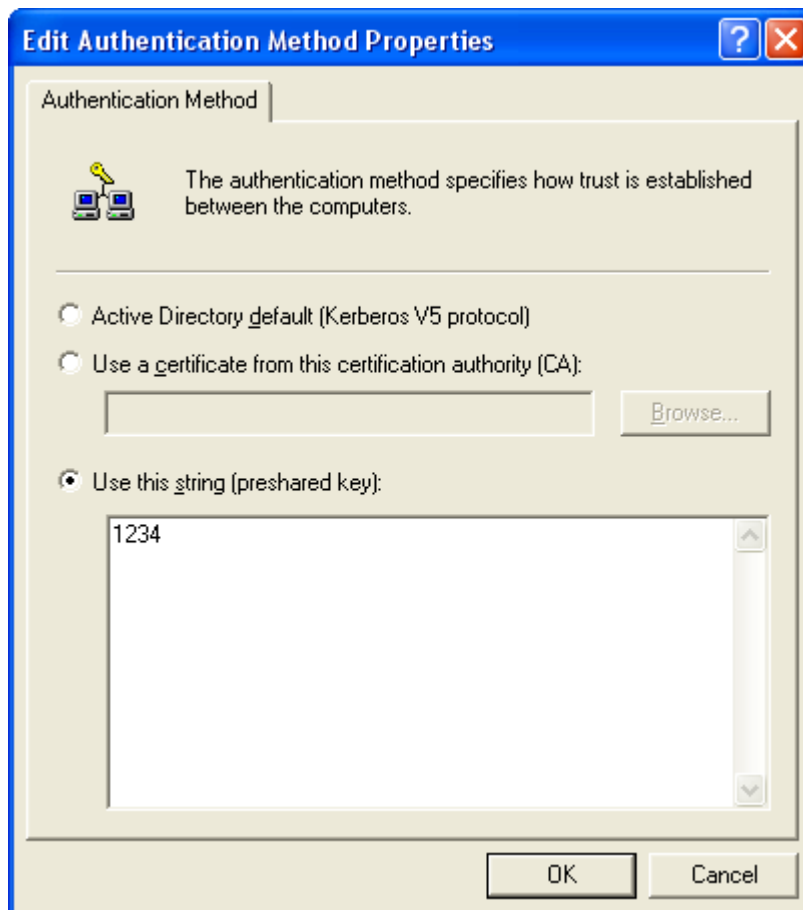 Edit Authentication Method Properties
?
Authentication Method
The authentication method specifies how trust is established
between the computers.
Active Directory default (Kerberos V5 protocol)
Use a certificate from this certification authority (CA):
Browse...
Use this string (preshared key):
1234
OK Cancel